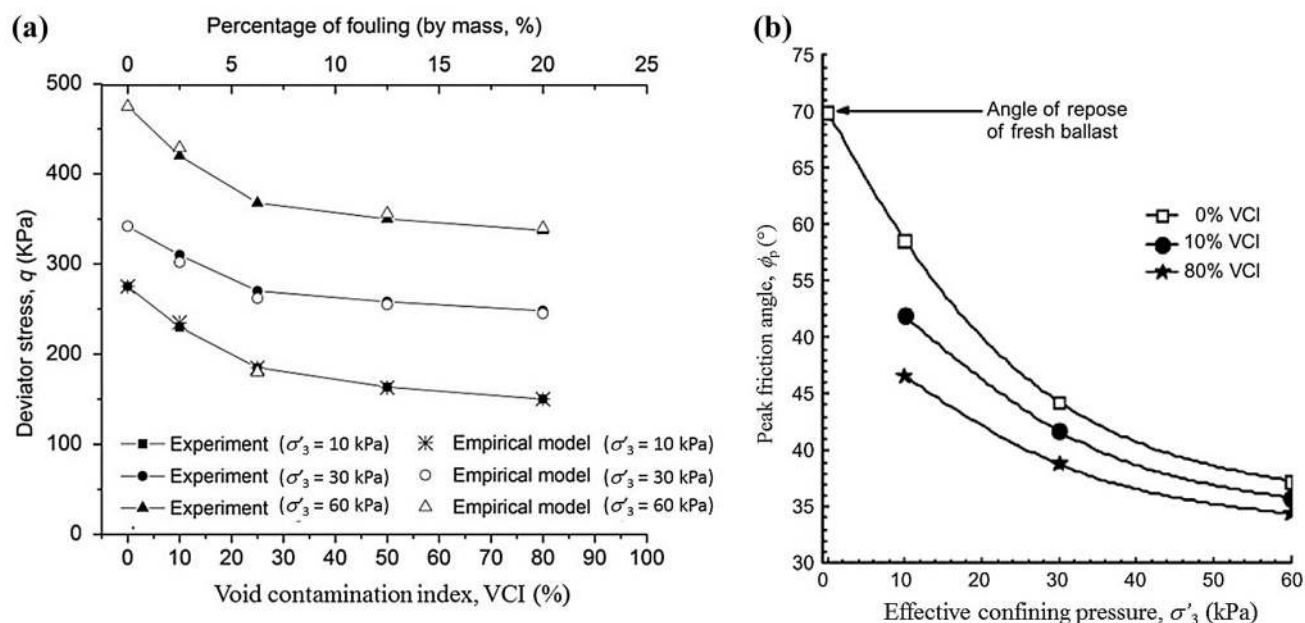 (a)
Percentage of fouling (by mass, %)
0 5 10 15 20 25
500
400
300
200
100
0
Deviator stress, q (KPa)
Experiment (σ'₃ = 10 kPa)
Experiment (σ'₃ = 30 kPa)
Experiment (σ'₃ = 60 kPa)
Empirical model (σ'₃ = 10 kPa)
Empirical model (σ'₃ = 30 kPa)
Empirical model (σ'₃ = 60 kPa)
0 10 20 30 40 50 60 70 80 90 100
Void contamination index, VCI (%)
(b)
75
70
65
60
55
50
45
40
35
30
Peak friction angle, ϕp (°)
Angle of repose
of fresh ballast
0% VCI
10% VCI
80% VCI
0 10 20 30 40 50 60
Effective confining pressure, σ'₃ (kPa)